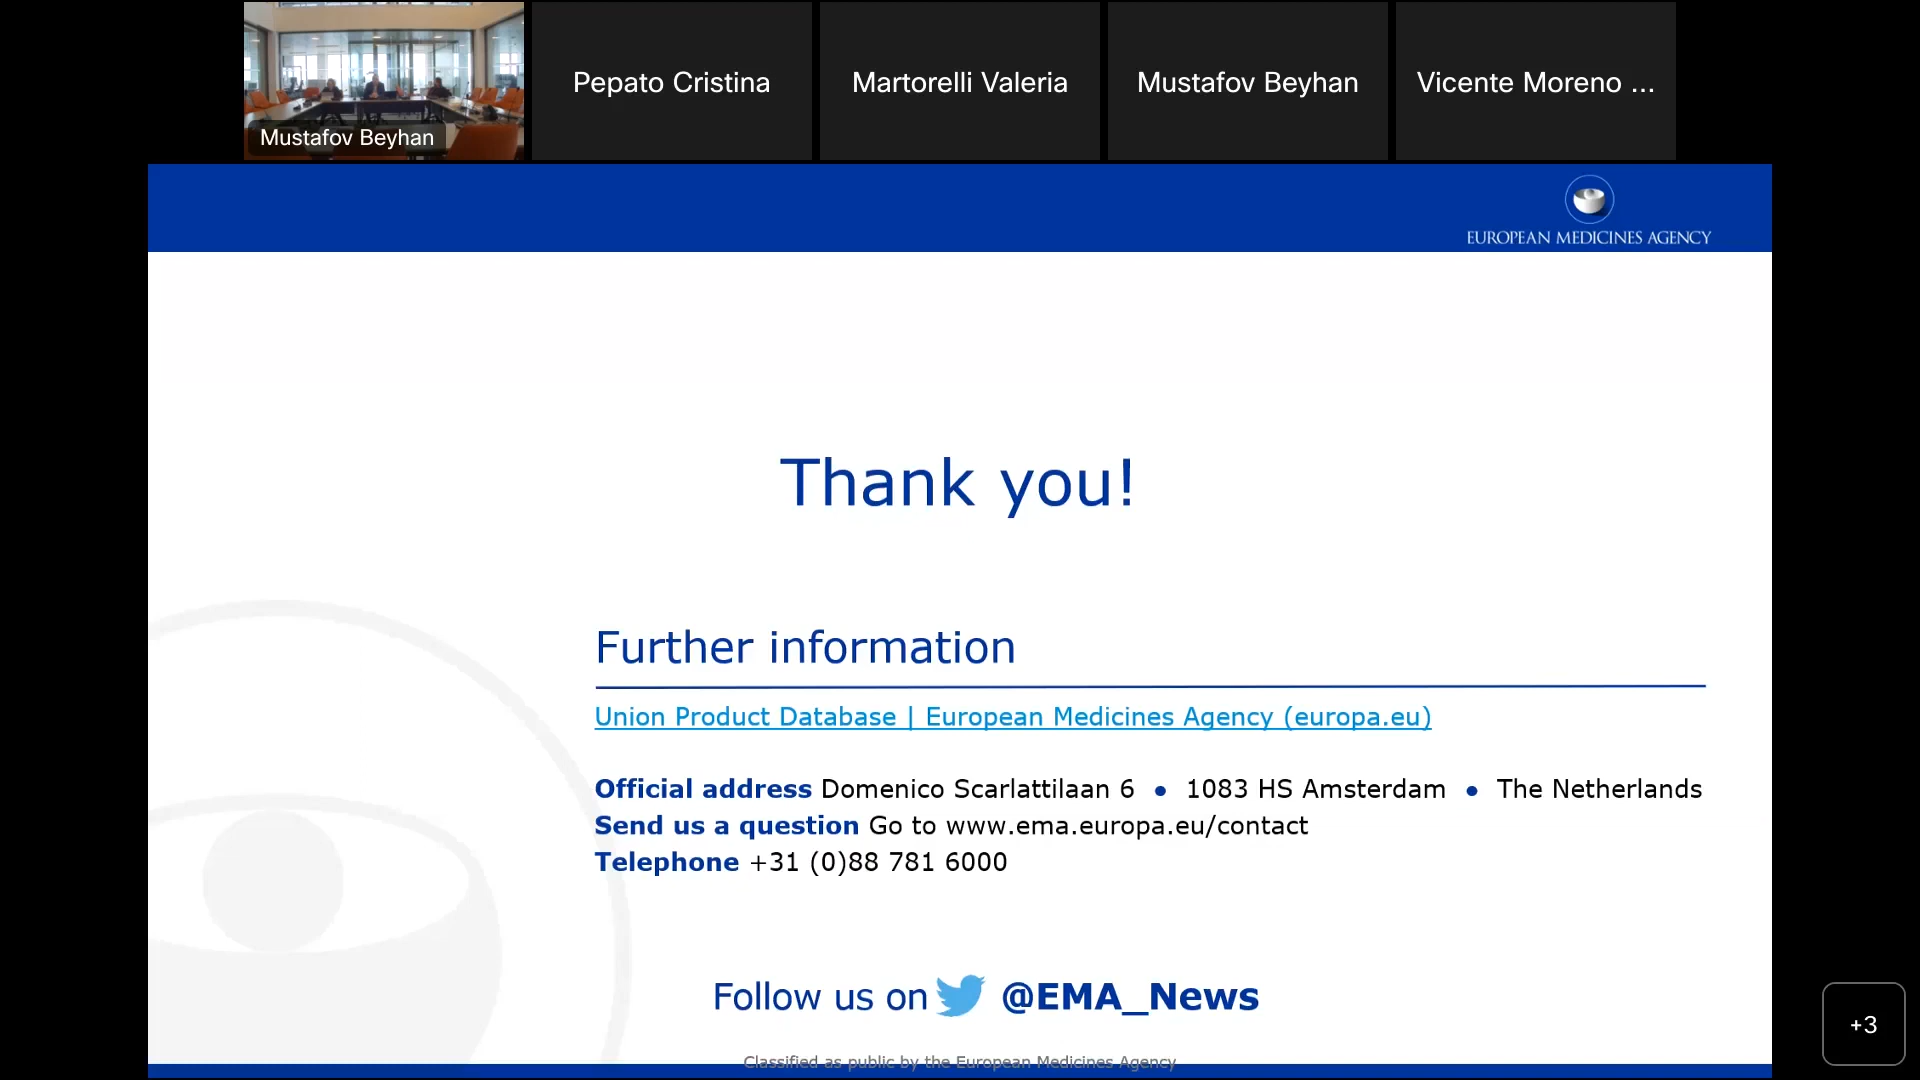 Pepato Cristina
Martorelli Valeria
Mustafov Beyhan
Vicente Moreno ...
Mustafov Beyhan
EUROPEAN MEDICINES AGENCY
Thank you!
Further information
Union Product Database | European Medicines Agency (europa.eu)
Official address Domenico Scarlattilaan 6 ● 1083 HS Amsterdam ● The Netherlands
Send us a question Go to www.ema.europa.eu/contact
Telephone +31 (0)88 781 6000
Follow us on @EMA_News
Classified as public by the European Medicines Agency
+3